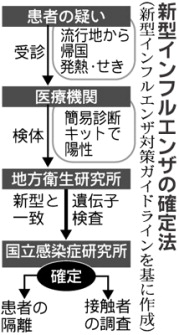 新型インフルエンザの確定法
(新型インフルエンザ対策ガイドラインを基に作成)
患者の疑い
受診
流行地から
帰国
発熱・せき
医療機関
検体
簡易診断
キットで
陽性
地方衛生研究所
新型と
一致
遺伝子
検査
国立感染症研究所
確定
患者の
隔離
接触者
の調査